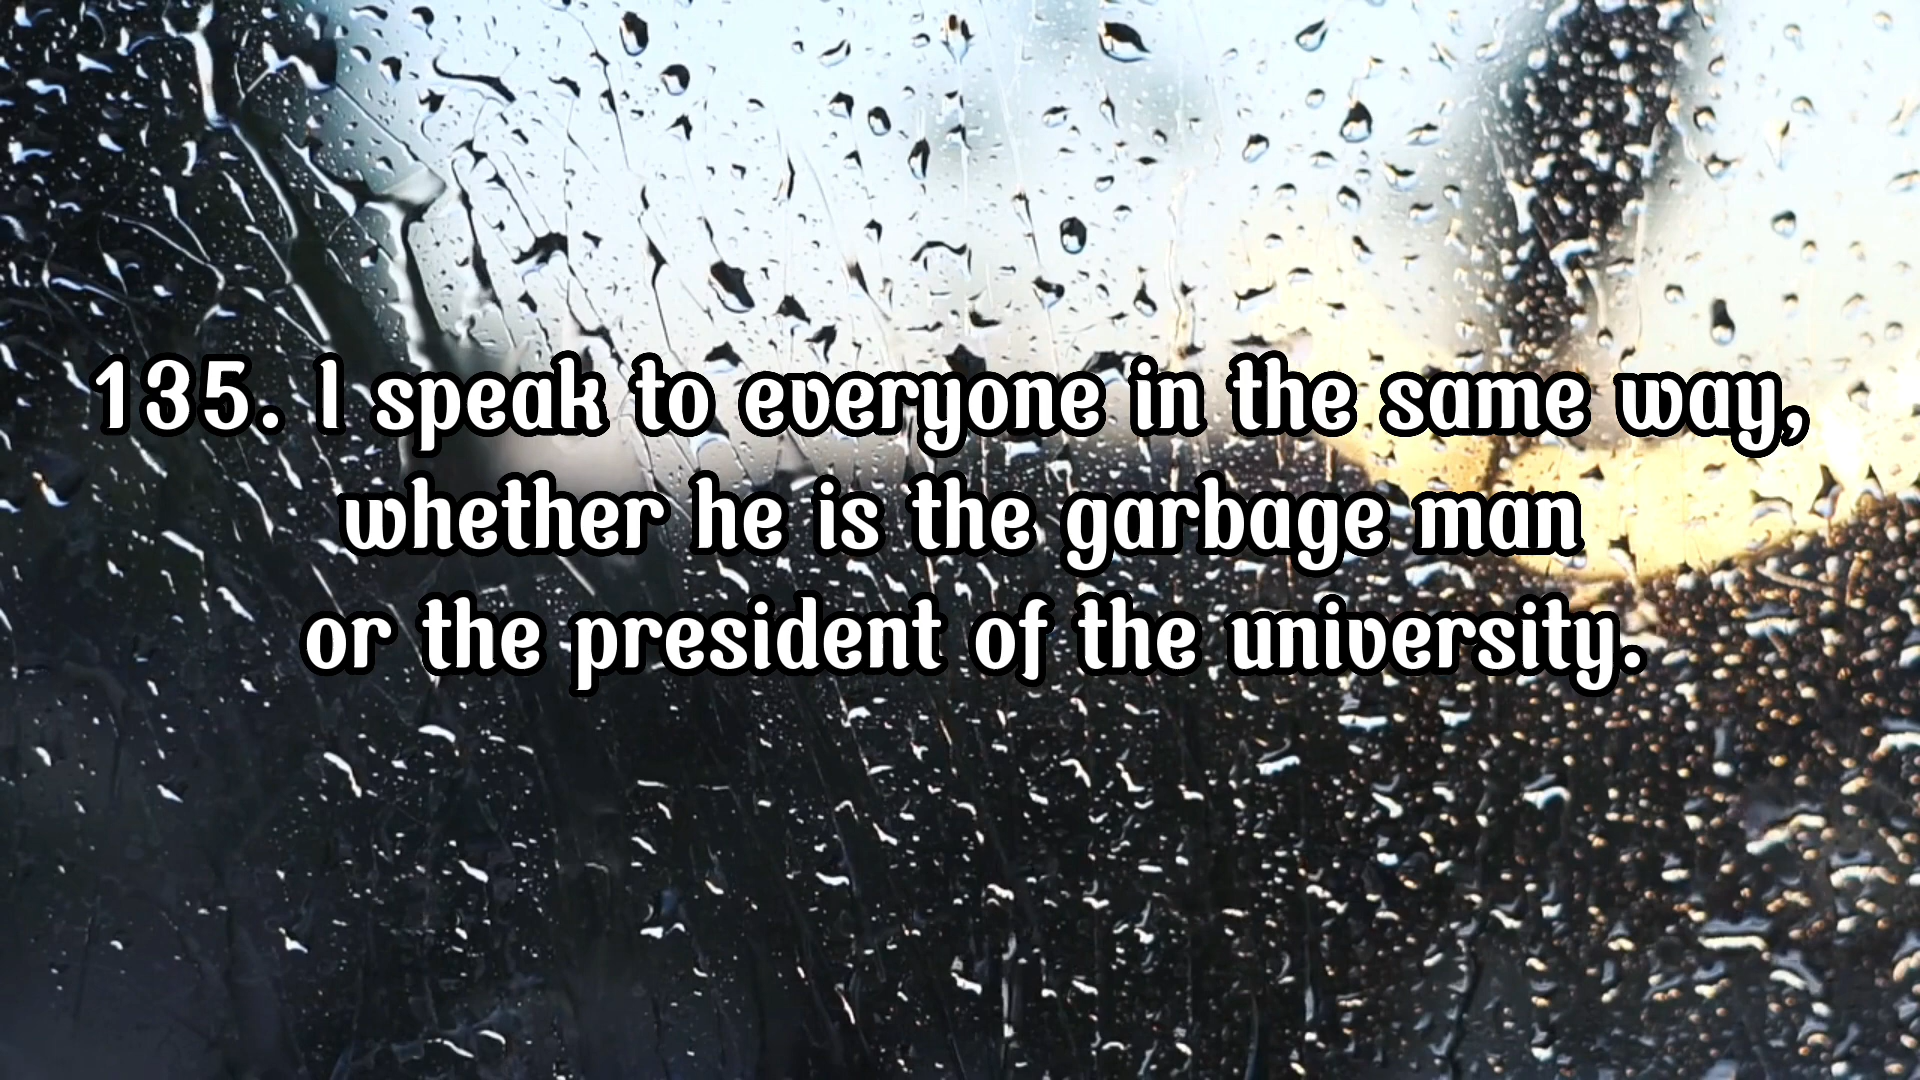 135. I speak to everyone in the same way,
whether he is the garbage man
or the president of the university.